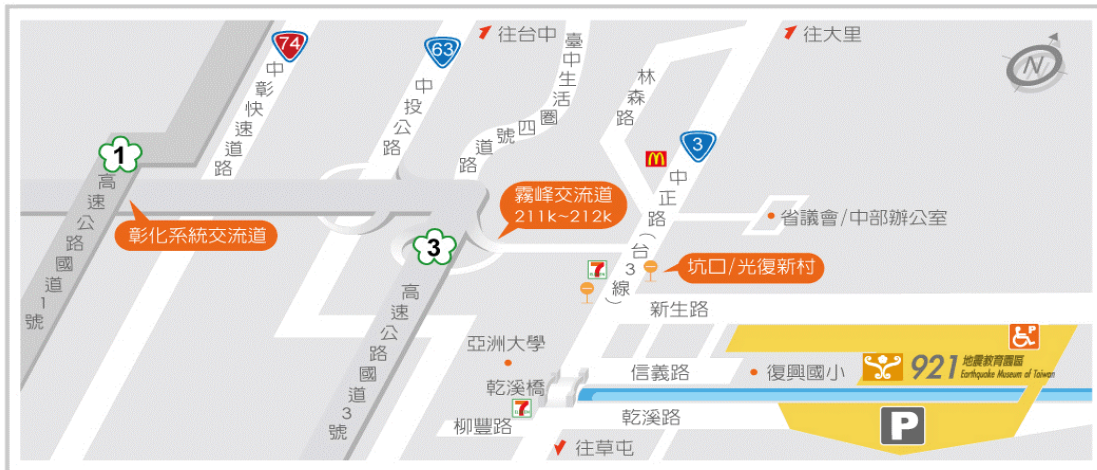 往台中
往大里
74
63
中彰快速道路
中投公路
臺中生活圈四號道路
林森路
N
3
1
中正路(台3線)
霧峰交流道
211k~212k
省議會/中部辦公室
高速公路國道1號
彰化系統交流道
3
7
坑口/光復新村
高速公路國道3號
新生路
亞洲大學
信義路
復興國小
921
地震教育園區
Earthquake Museum of Taiwan
P
乾溪橋
7
柳豐路
乾溪路
P
往草屯